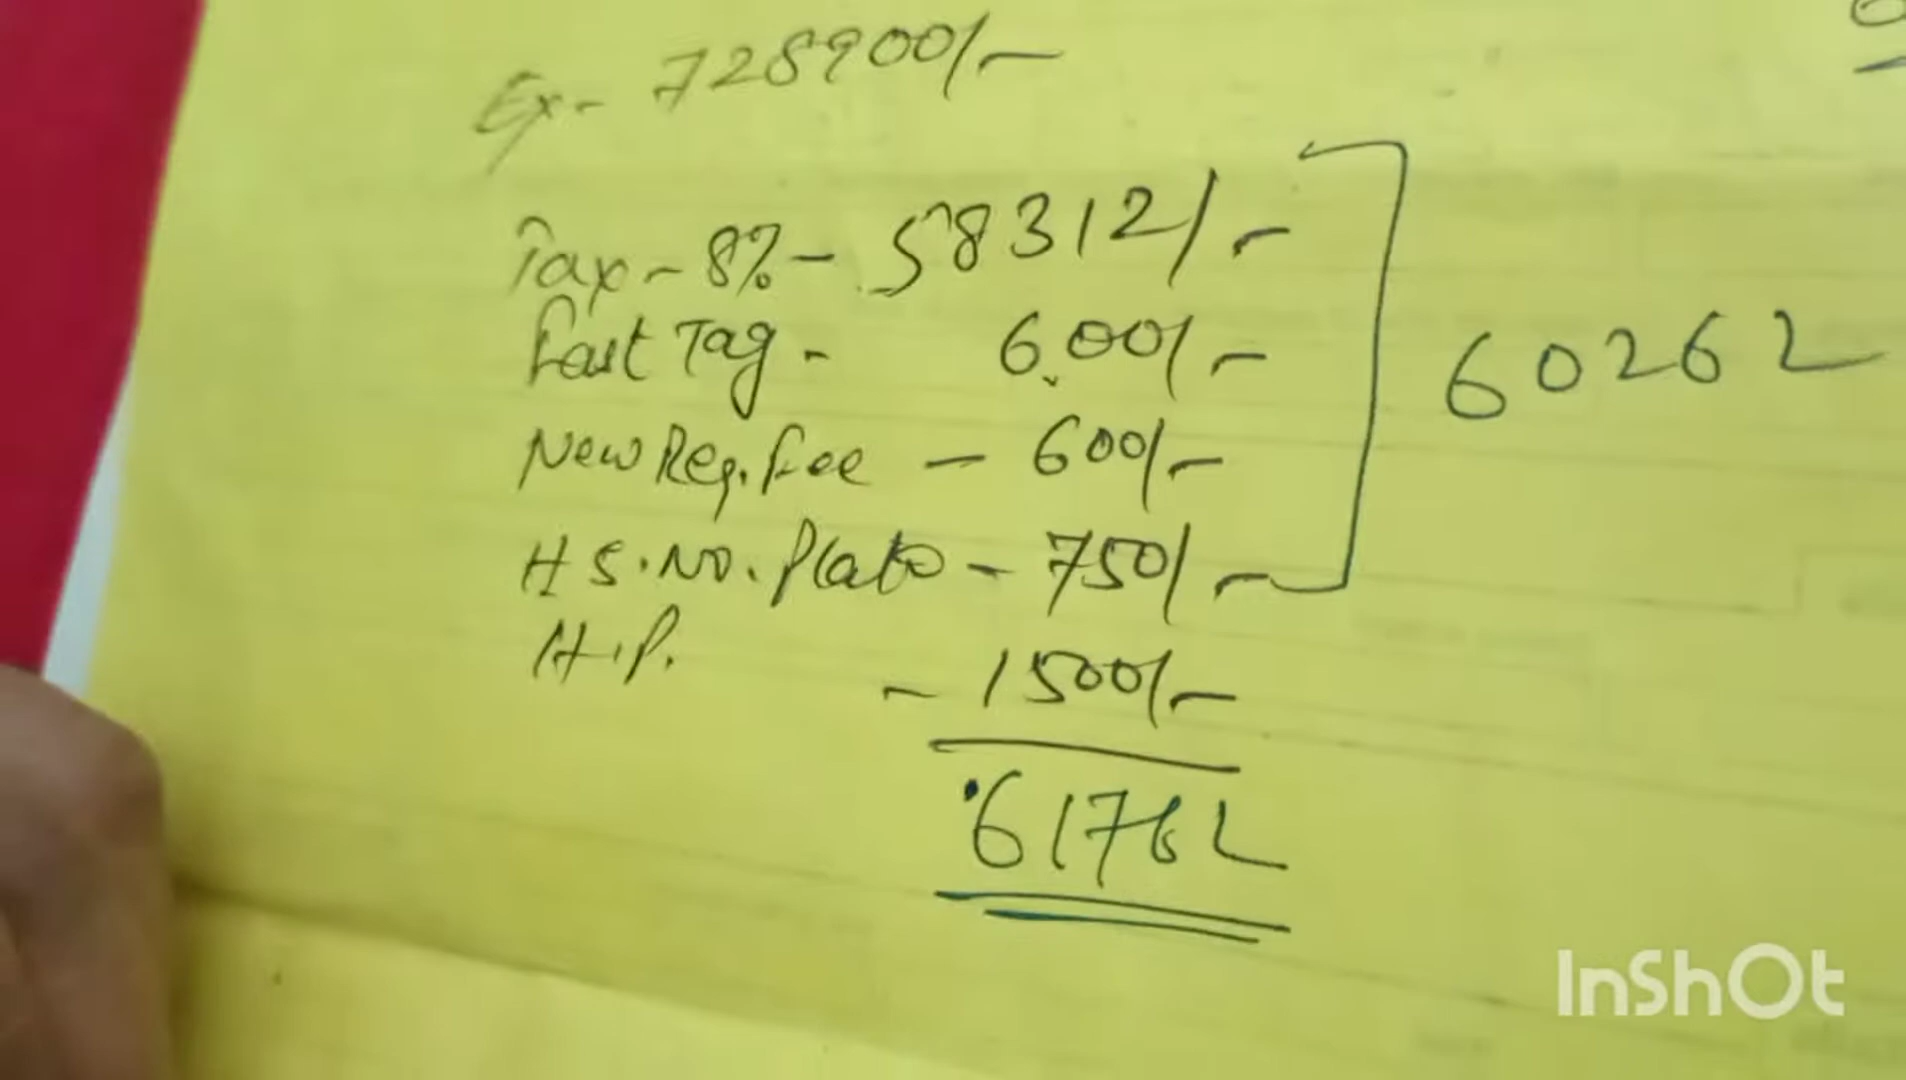 Ex- 728900/-
Tax - 8% - 58312/-
Fast Tag - 600/-
New Reg. Fee - 600/-
H S. No. Plate - 750/-
60262
H.P. - 1500/-
61762
InShOt